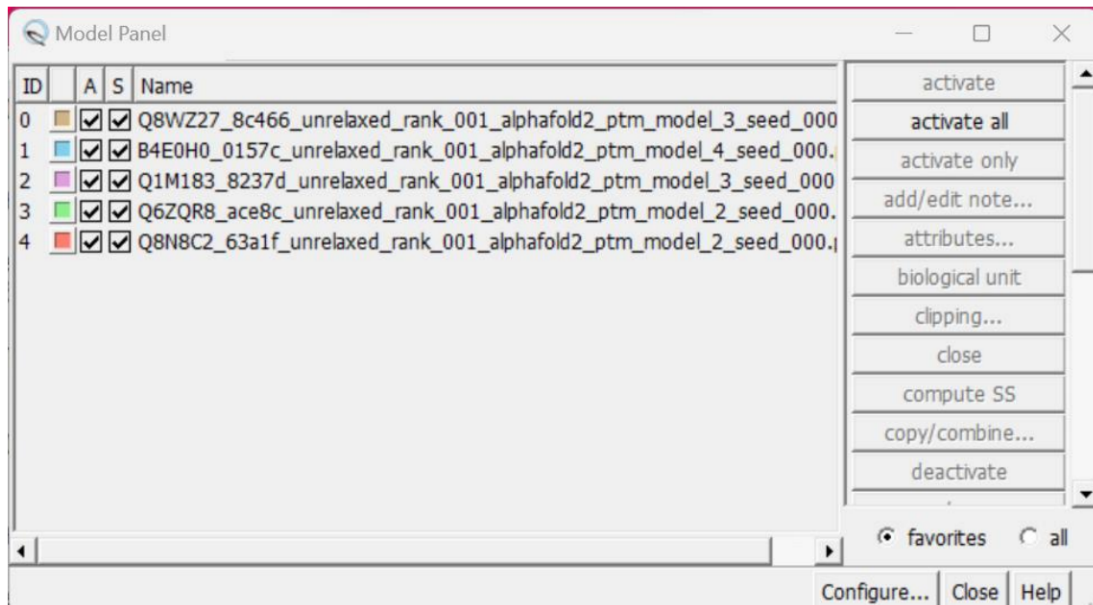 Model Panel
ID A S Name
0 Q8WZ27_8c466_unrelaxed_rank_001_alphafold2_ptm_model_3_seed_000
1 B4E0H0_0157c_unrelaxed_rank_001_alphafold2_ptm_model_4_seed_000.
2 Q1M183_8237d_unrelaxed_rank_001_alphafold2_ptm_model_3_seed_000
3 Q6ZQR8_ace8c_unrelaxed_rank_001_alphafold2_ptm_model_2_seed_000.
4 Q8N8C2_63a1f_unrelaxed_rank_001_alphafold2_ptm_model_2_seed_000.
activate
activate all
activate only
add/edit note...
attributes...
biological unit
clipping...
close
compute SS
copy/combine...
deactivate
favorites all
Configure... Close Help